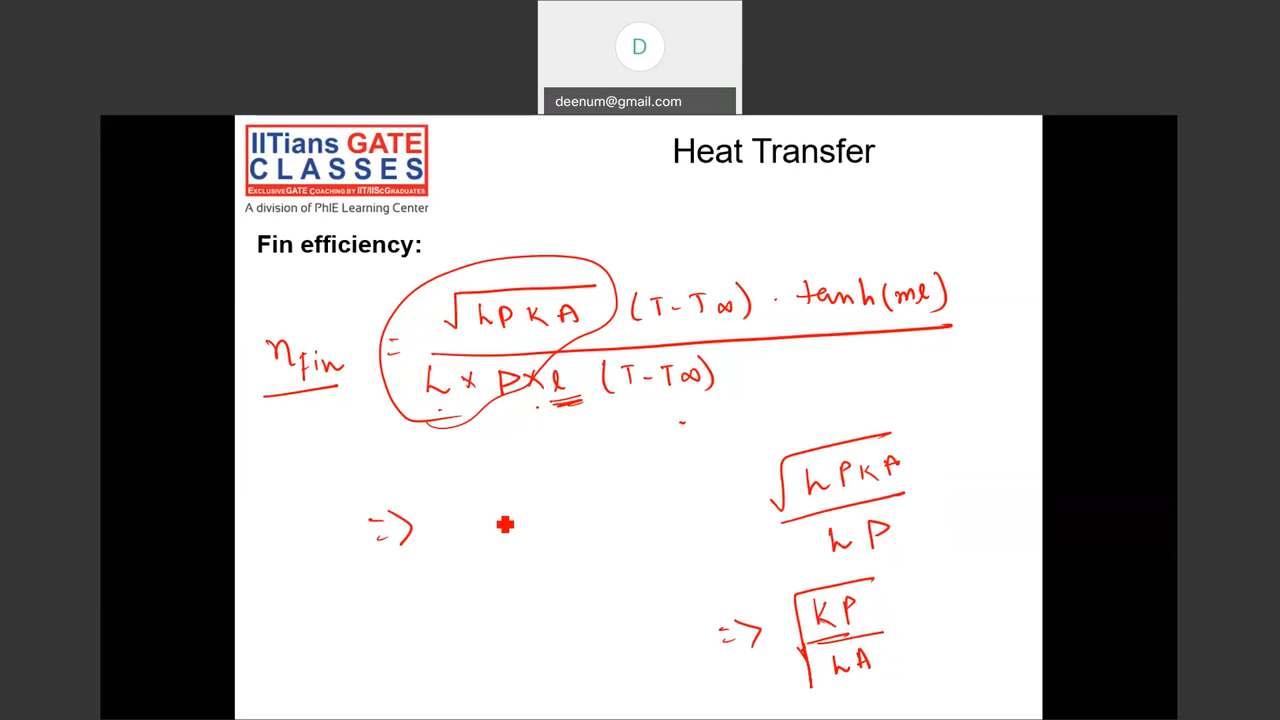 D
deenum@gmail.com
IITians GATE
CLASSES
EXCLUSIVE GATE COACHING BY IIT/IISc GRADUATES
A division of PhIE Learning Center
Heat Transfer
Fin efficiency:
η_fin = √(hPKA) (T-T∞) · tanh(ml)
h × P × l (T-T∞)
√(hPKA)
hP
=>
=> √(KP
hA)